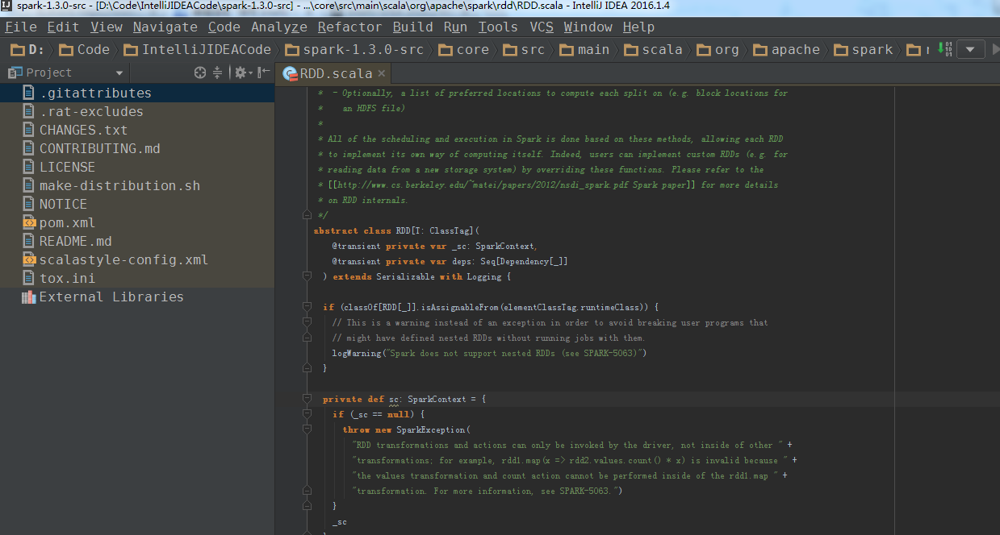 spark-1.3.0-src - [D:\Code\IntelliJIDEACode\spark-1.3.0-src] - ...\core\src\main\scala\org\apache\spark\rdd\RDD.scala - IntelliJ IDEA 2016.1.4
File Edit View Navigate Code Analyze Refactor Build Run Tools VCS Window Help
D: Code IntelliJIDEACode spark-1.3.0-src core src main scala org apache spark
Project
RDD.scala
.gitattributes
.rat-excludes
CHANGES.txt
CONTRIBUTING.md
LICENSE
make-distribution.sh
NOTICE
pom.xml
README.md
scalastyle-config.xml
tox.ini
External Libraries
*  - Optionally, a list of preferred locations to compute each split on (e.g. block locations for
*    an HDFS file)
*
* All of the scheduling and execution in Spark is done based on these methods, allowing each RDD
* to implement its own way of computing itself. Indeed, users can implement custom RDDs (e.g. for
* reading data from a new storage system) by overriding these functions. Please refer to the
* [[http://www.cs.berkeley.edu/~matei/papers/2012/nsdi_spark.pdf Spark paper]] for more details
* on RDD internals.
*/
abstract class RDD[T: ClassTag](
@transient private var _sc: SparkContext,
@transient private var deps: Seq[Dependency[_]]
) extends Serializable with Logging {
if (classOf[RDD[_]].isAssignableFrom(elementClassTag.runtimeClass)) {
// This is a warning instead of an exception in order to avoid breaking user programs that
// might have defined nested RDDs without running jobs with them.
logWarning("Spark does not support nested RDDs (see SPARK-5063)")
}
private def sc: SparkContext = {
if (_sc == null) {
throw new SparkException(
"RDD transformations and actions can only be invoked by the driver, not inside of other " +
"transformations; for example, rdd1.map(x => rdd2.values.count() * x) is invalid because " +
"the values transformation and count action cannot be performed inside of the rdd1.map " +
"transformation. For more information, see SPARK-5063.")
}
_sc